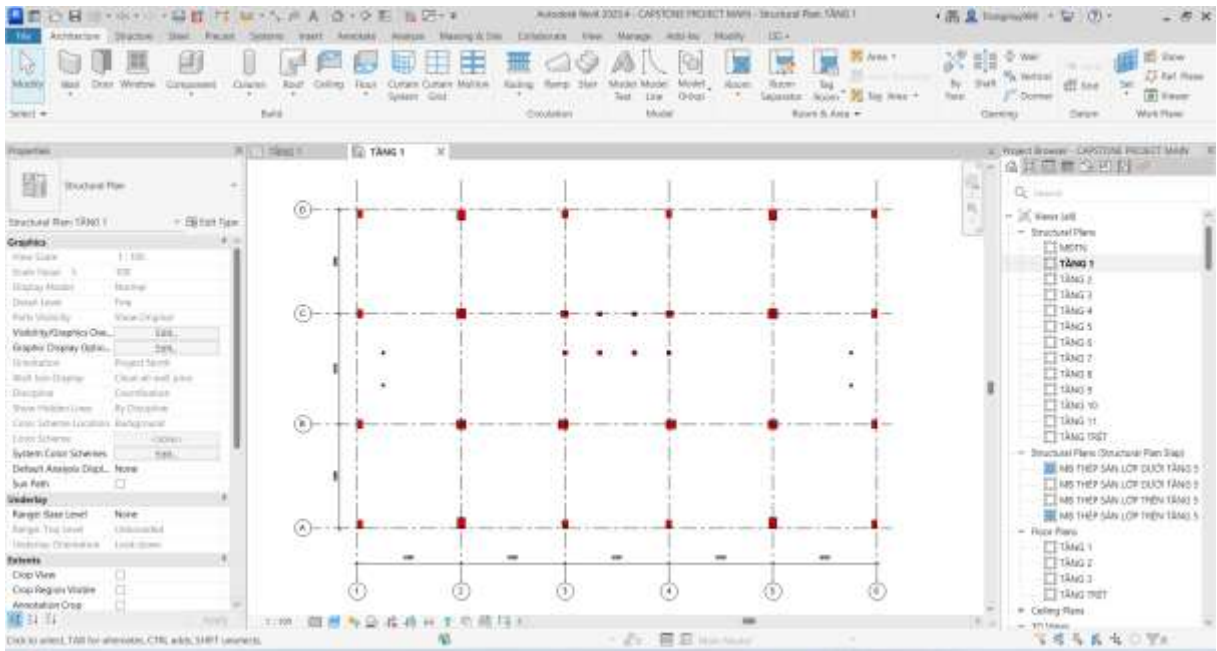 Autodesk Revit 2023.4 - CAPSTONE PROJECT MAIN - Structural Plan: TẦNG 1
File Architecture Structure Steel Precast Systems Insert Annotate Analyze Massing & Site Collaborate View Manage Add-Ins Modify
Modify Wall Door Window Component Column Roof Ceiling Floor Curtain System Curtain Grid Mullion Railing Ramp Stair Model Text Model Line Model Group Room Room Separator Tag Room Area Tag Area By Face Shaft Wall Vertical Dormer Grid Set Show Ref Plane Viewer
Select Build Circulation Model Room & Area Opening Datum Work Plane
Properties
TẦNG 1
Structural Plan
Structural Plan: TẦNG 1
Edit Type
Graphics
View Scale 1 : 100
100
Display Model Normal
Detail Level Fine
Parts Visibility Show Original
Visibility/Graphics Ove... Edit...
Graphic Display Optio... Edit...
Orientation Project North
Wall Join Display Clean all wall joins
Discipline Coordination
Show Hidden Lines By Discipline
Color Scheme Location Background
Color Scheme <none>
System Color Schemes Edit...
Default Analysis Displ... None
Sun Path
Underlay
Range: Base Level None
Range: Top Level Unbounded
Underlay Orientation Look down
Extents
Crop View
Crop Region Visible
Annotation Crop
Apply
D
C
B
A
1 2 3 4 5 6
1 : 100
Project Browser - CAPSTONE PROJECT MAIN
Search
Views (all)
Structural Plans
MĐTN
TẦNG 1
TẦNG 2
TẦNG 3
TẦNG 4
TẦNG 5
TẦNG 6
TẦNG 7
TẦNG 8
TẦNG 9
TẦNG 10
TẦNG 11
TẦNG TRỆT
Structural Plans (Structural Plan Slap)
MB THÉP SÀN LỚP DƯỚI TẦNG 5
MB THÉP SÀN LỚP DƯỚI TẦNG 5
MB THÉP SÀN LỚP TRÊN TẦNG 5
MB THÉP SÀN LỚP TRÊN TẦNG 5
Floor Plans
TẦNG 1
TẦNG 2
TẦNG 3
TẦNG TRỆT
Ceiling Plans
Click to select, TAB for alternates, CTRL adds, SHIFT unselects.
Main Model